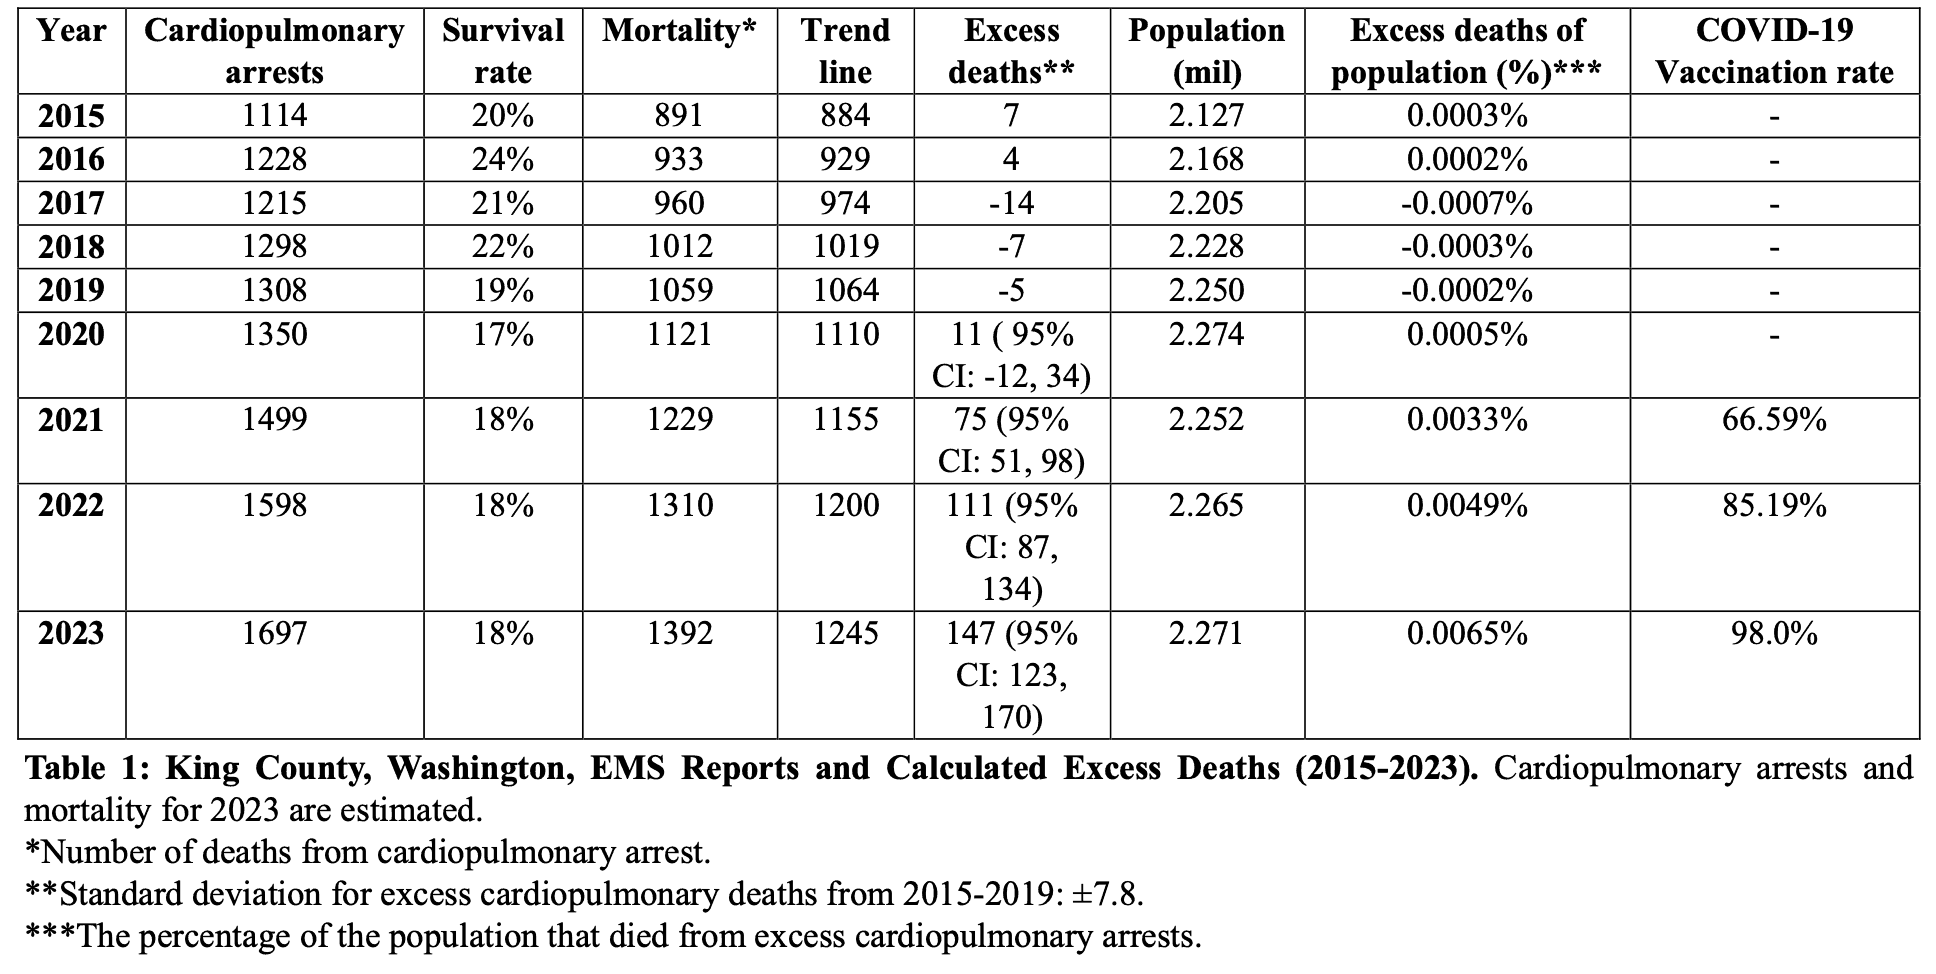 Year Cardiopulmonary arrests Survival rate Mortality* Trend line Excess deaths** Population (mil) Excess deaths of population (%)*** COVID-19 Vaccination rate
2015 1114 20% 891 884 7 2.127 0.0003% -
2016 1228 24% 933 929 4 2.168 0.0002% -
2017 1215 21% 960 974 -14 2.205 -0.0007% -
2018 1298 22% 1012 1019 -7 2.228 -0.0003% -
2019 1308 19% 1059 1064 -5 2.250 -0.0002% -
2020 1350 17% 1121 1110 11 ( 95% CI: -12, 34) 2.274 0.0005% -
2021 1499 18% 1229 1155 75 (95% CI: 51, 98) 2.252 0.0033% 66.59%
2022 1598 18% 1310 1200 111 (95% CI: 87, 134) 2.265 0.0049% 85.19%
2023 1697 18% 1392 1245 147 (95% CI: 123, 170) 2.271 0.0065% 98.0%
Table 1: King County, Washington, EMS Reports and Calculated Excess Deaths (2015-2023). Cardiopulmonary arrests and
mortality for 2023 are estimated.
*Number of deaths from cardiopulmonary arrest.
**Standard deviation for excess cardiopulmonary deaths from 2015-2019: ±7.8.
***The percentage of the population that died from excess cardiopulmonary arrests.